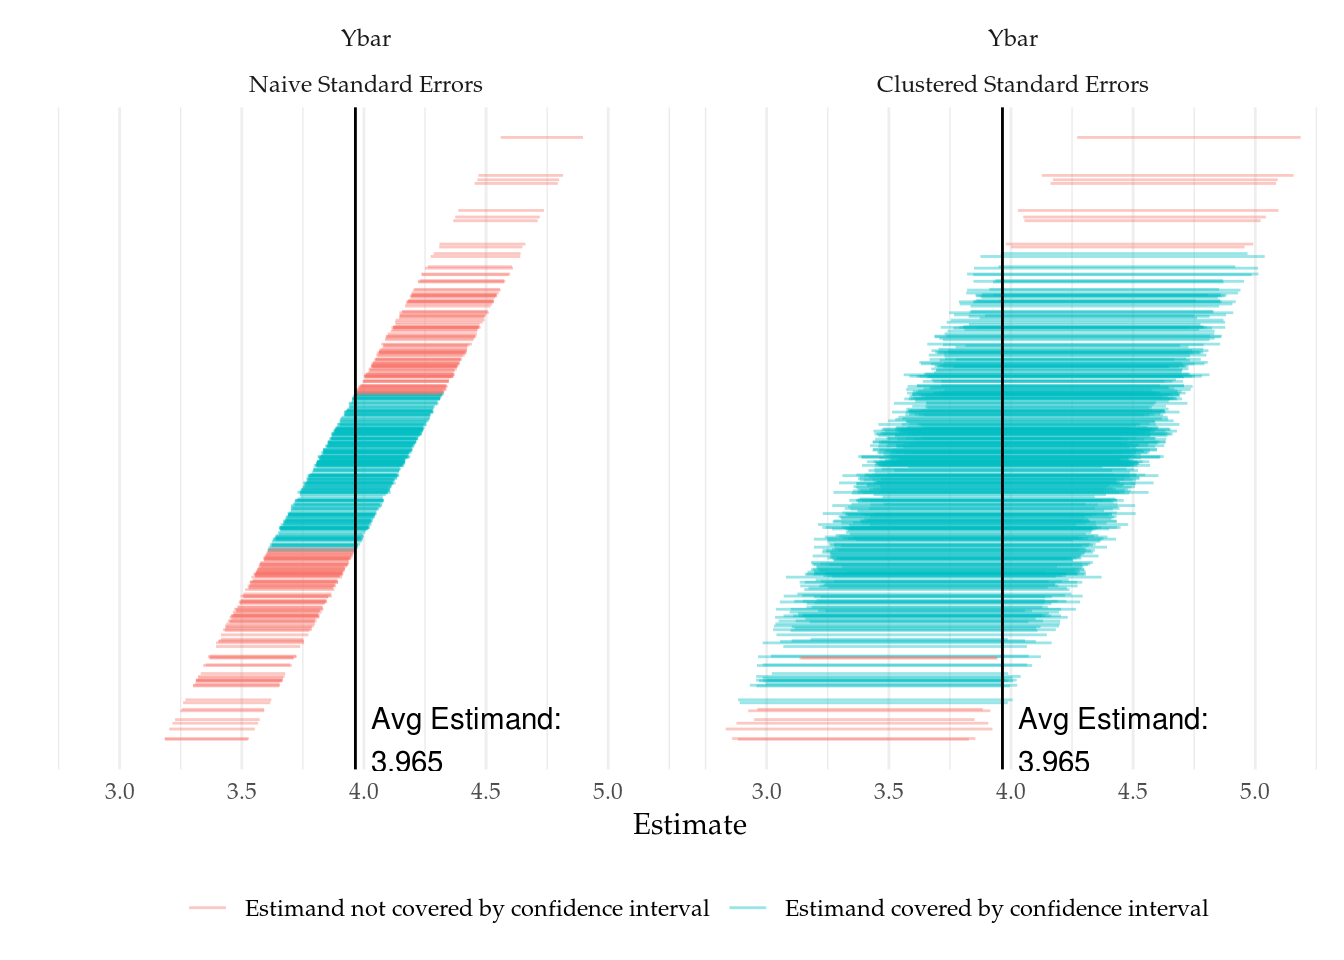 Ybar
Naive Standard Errors
Ybar
Clustered Standard Errors
Avg Estimand:
3.965
Avg Estimand:
3.965
3.0 3.5 4.0 4.5 5.0
3.0 3.5 4.0 4.5 5.0
Estimate
Estimand not covered by confidence interval
Estimand covered by confidence interval